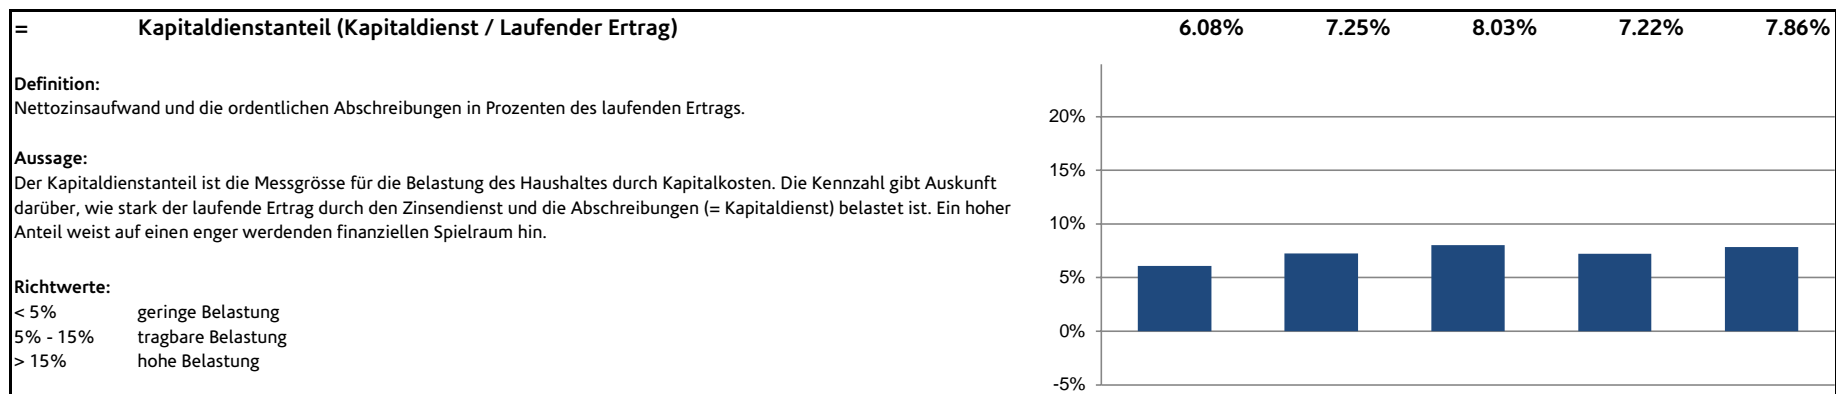 = Kapitaldienstanteil (Kapitaldienst / Laufender Ertrag) 6.08% 7.25% 8.03% 7.22% 7.86%
Definition:
Nettozinsaufwand und die ordentlichen Abschreibungen in Prozenten des laufenden Ertrags.
Aussage:
Der Kapitaldienstanteil ist die Messgrösse für die Belastung des Haushaltes durch Kapitalkosten. Die Kennzahl gibt Auskunft
darüber, wie stark der laufende Ertrag durch den Zinsendienst und die Abschreibungen (= Kapitaldienst) belastet ist. Ein hoher
Anteil weist auf einen enger werdenden finanziellen Spielraum hin.
Richtwerte:
< 5% geringe Belastung
5% - 15% tragbare Belastung
> 15% hohe Belastung
20%
15%
10%
5%
0%
-5%